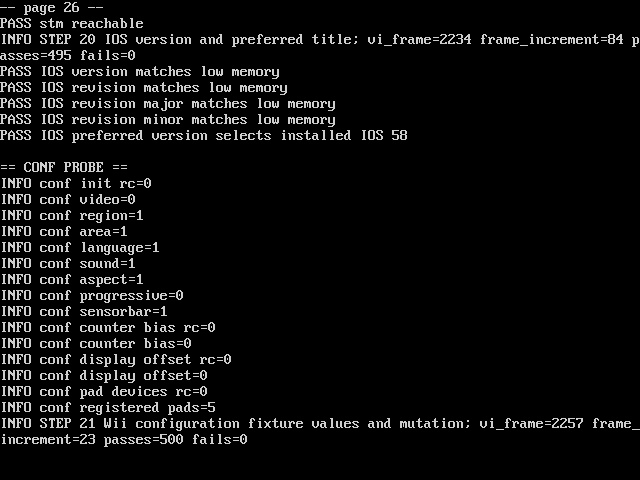 -- page 26 --
PASS stm reachable
INFO STEP 20 IOS version and preferred title; vi_frame=2234 frame_increment=84 p
asses=495 fails=0
PASS IOS version matches low memory
PASS IOS revision matches low memory
PASS IOS revision major matches low memory
PASS IOS revision minor matches low memory
PASS IOS preferred version selects installed IOS 58

== CONF PROBE ==
INFO conf init rc=0
INFO conf video=0
INFO conf region=1
INFO conf area=1
INFO conf language=1
INFO conf sound=1
INFO conf aspect=1
INFO conf progressive=0
INFO conf sensorbar=1
INFO conf counter bias rc=0
INFO conf counter bias=0
INFO conf display offset rc=0
INFO conf display offset=0
INFO conf pad devices rc=0
INFO conf registered pads=5
INFO STEP 21 Wii configuration fixture values and mutation; vi_frame=2257 frame_
increment=23 passes=500 fails=0